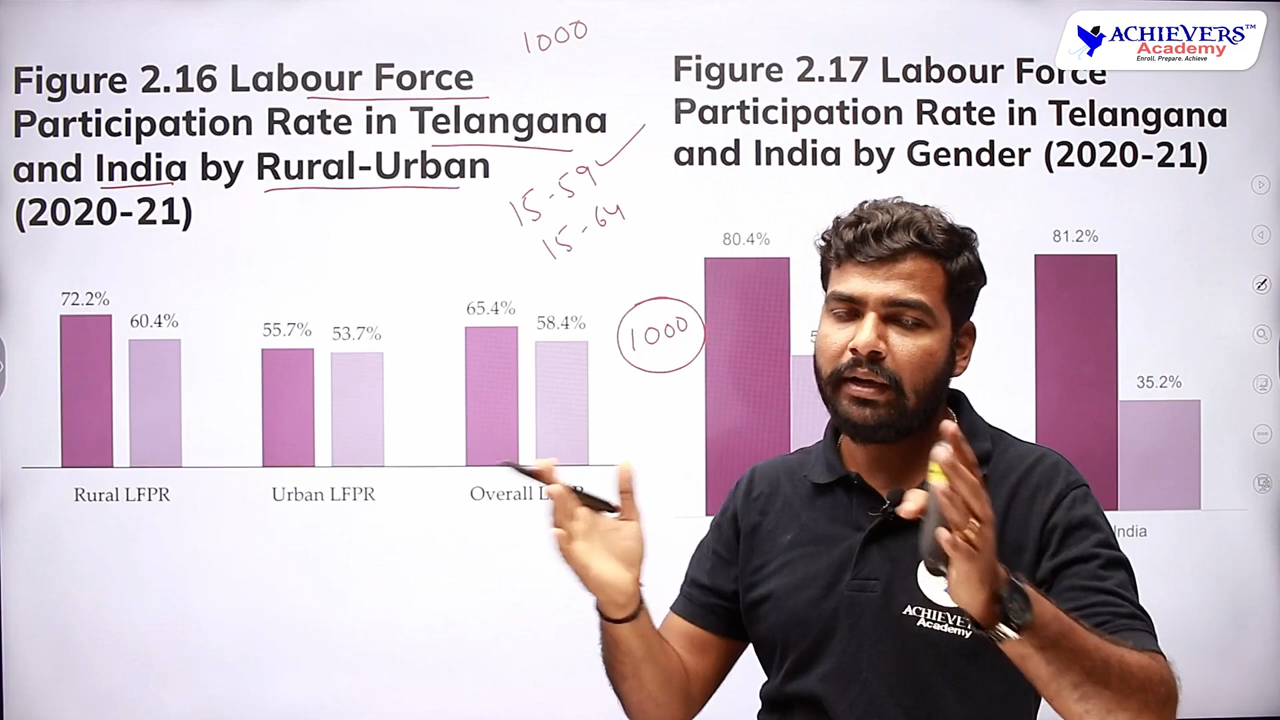 1000
ACHIEVERS™
Academy
Enroll. Prepare. Achieve
Figure 2.16 Labour Force
Participation Rate in Telangana
and India by Rural-Urban
(2020-21)
15-59
15-64
72.2%
60.4%
55.7%
53.7%
65.4%
58.4%
Rural LFPR
Urban LFPR
Overall
Figure 2.17 Labour Force
Participation Rate in Telangana
and India by Gender (2020-21)
80.4%
81.2%
35.2%
1000
India
ACHIEVE
Academy